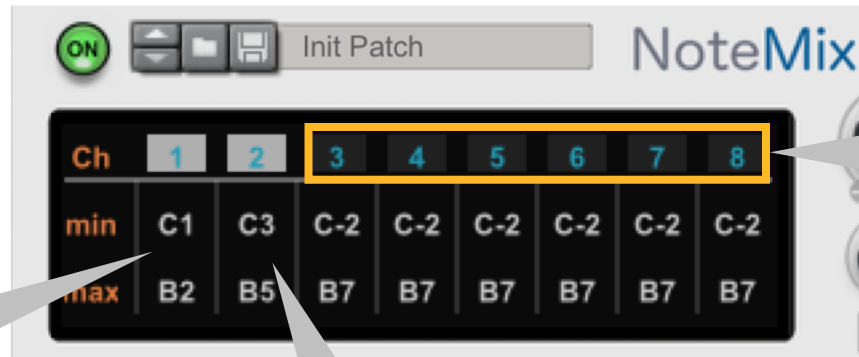 ON Init Patch NoteMix
Ch 1 2 3 4 5 6 7 8
min C1 C3 C-2 C-2 C-2 C-2 C-2 C-2
max B2 B5 B7 B7 B7 B7 B7 B7